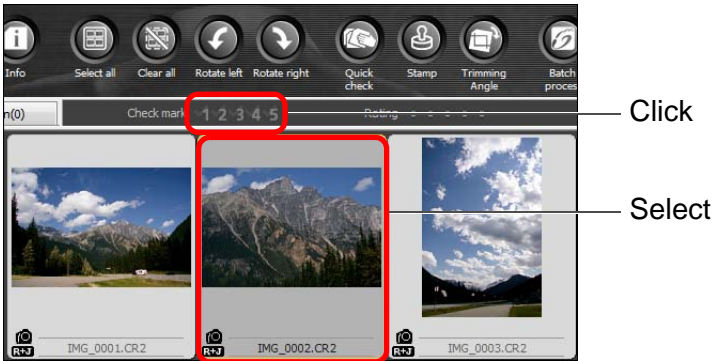 Info Select all Clear all Rotate left Rotate right Quick check Stamp Trimming Angle Batch proces
n(0) Check mark 1 2 3 4 5 Rating
Click
Select
R+J IMG_0001.CR2 R+J IMG_0002.CR2 R+J IMG_0003.CR2